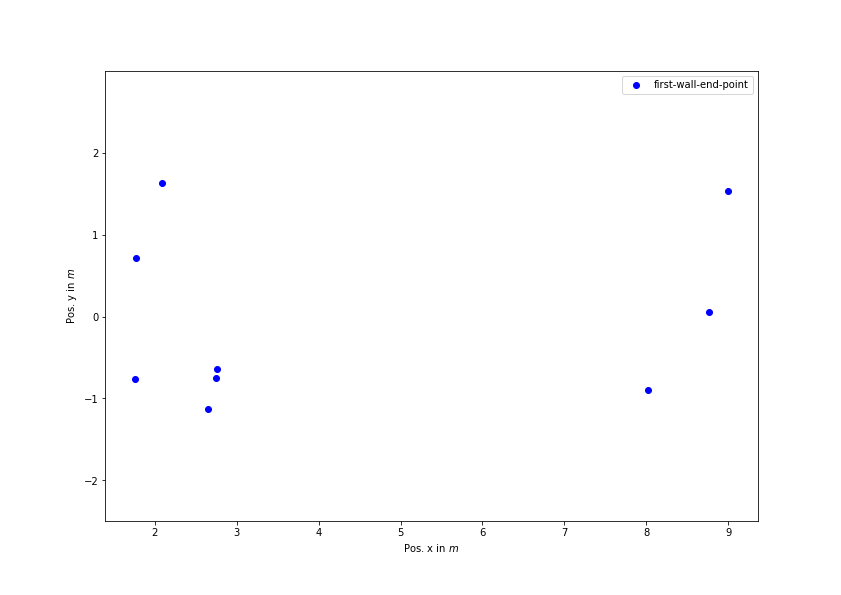 first-wall-end-point
2
1
0
−1
−2
Pos. y in m
2 3 4 5 6 7 8 9
Pos. x in m